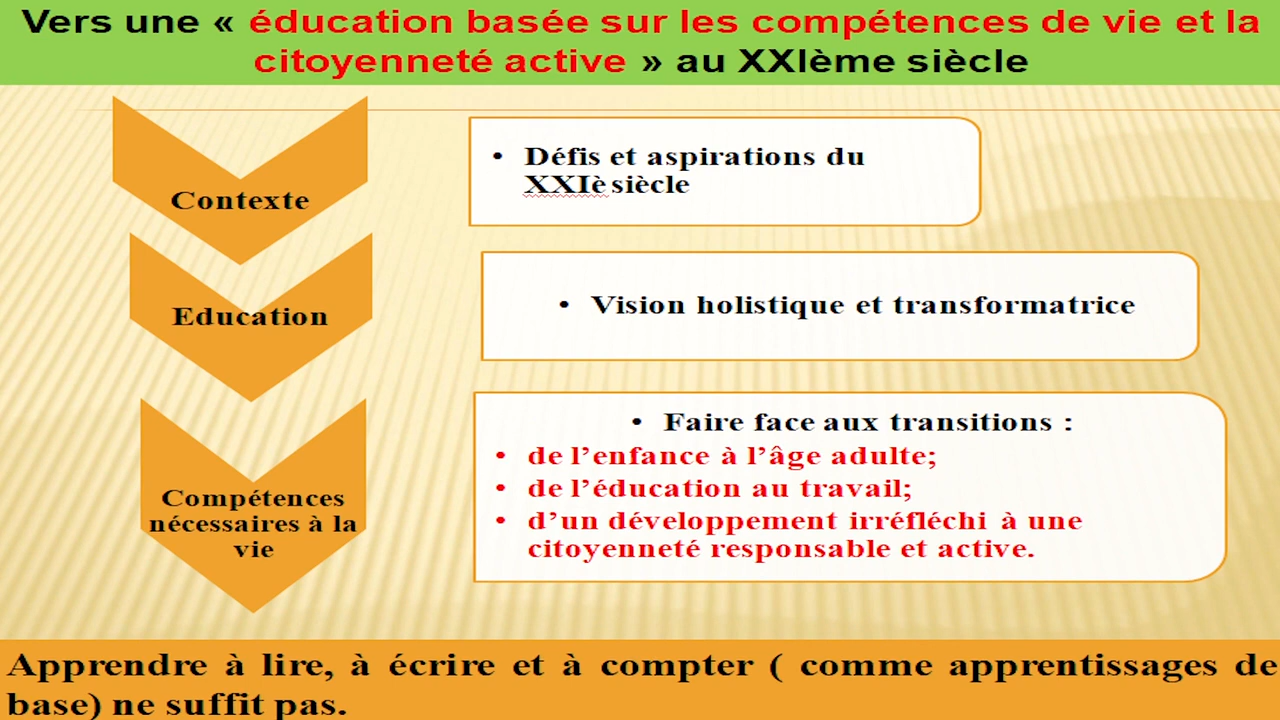 Vers une « éducation basée sur les compétences de vie et la
citoyenneté active » au XXIème siècle
Contexte
• Défis et aspirations du
XXIè siècle
Education
• Vision holistique et transformatrice
Compétences
nécessaires à la
vie
• Faire face aux transitions :
• de l’enfance à l’âge adulte;
• de l’éducation au travail;
• d’un développement irréfléchi à une
citoyenneté responsable et active.
Apprendre à lire, à écrire et à compter ( comme apprentissages de
base) ne suffit pas.